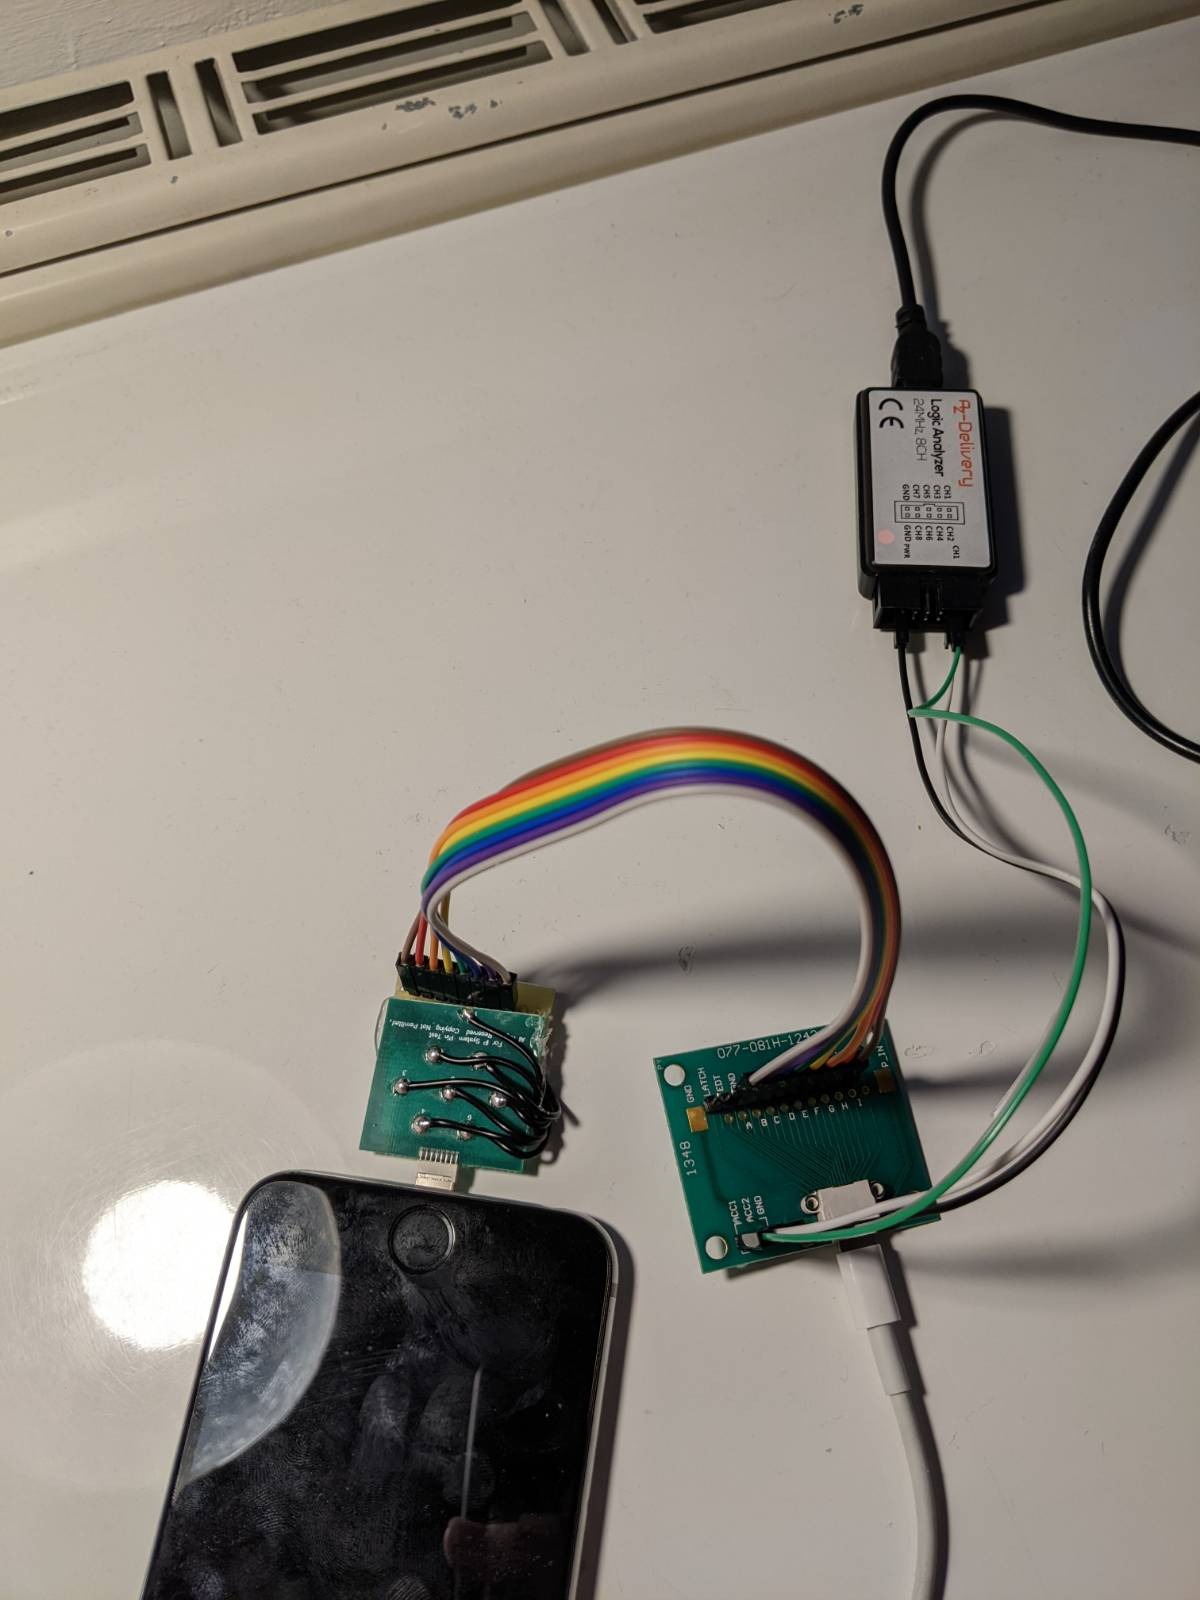 AZ-Delivery
Logic Analyzer
24MHz, 8CH
CE
CH1
CH1 CH2
CH3 CH4
CH5 CH6
CH7 CH8
GND GND PWR
For iP System Pin Test
Reserved Copying Not
3
6
077-081H-1242
P_IN
GND
LATCH
GND
A B C D E F G H I
1348
ACC1
ACC2
GND